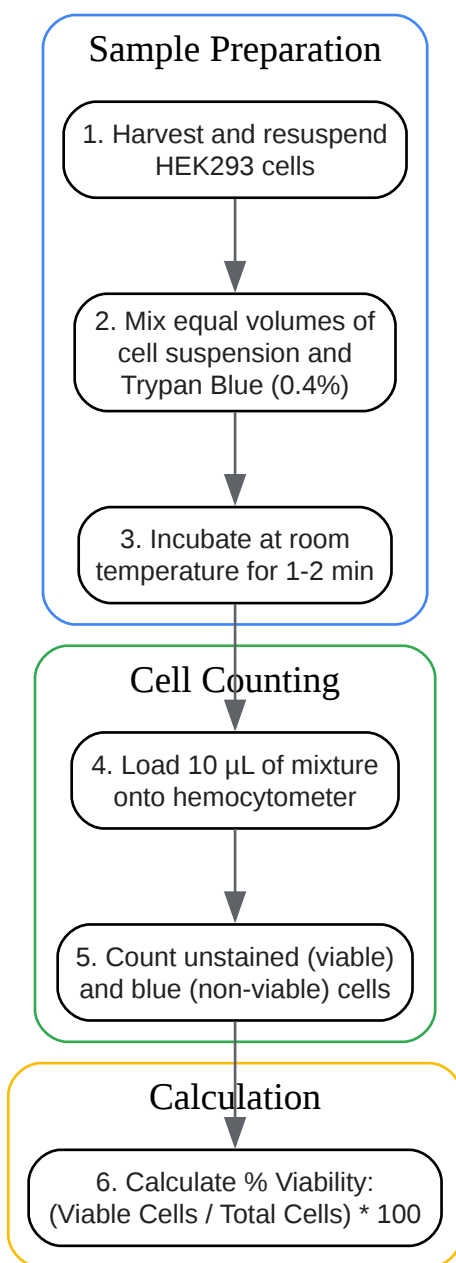 Sample Preparation
1. Harvest and resuspend
HEK293 cells
2. Mix equal volumes of
cell suspension and
Trypan Blue (0.4%)
3. Incubate at room
temperature for 1-2 min
Cell Counting
4. Load 10 µL of mixture
onto hemocytometer
5. Count unstained (viable)
and blue (non-viable) cells
Calculation
6. Calculate % Viability:
(Viable Cells / Total Cells) * 100